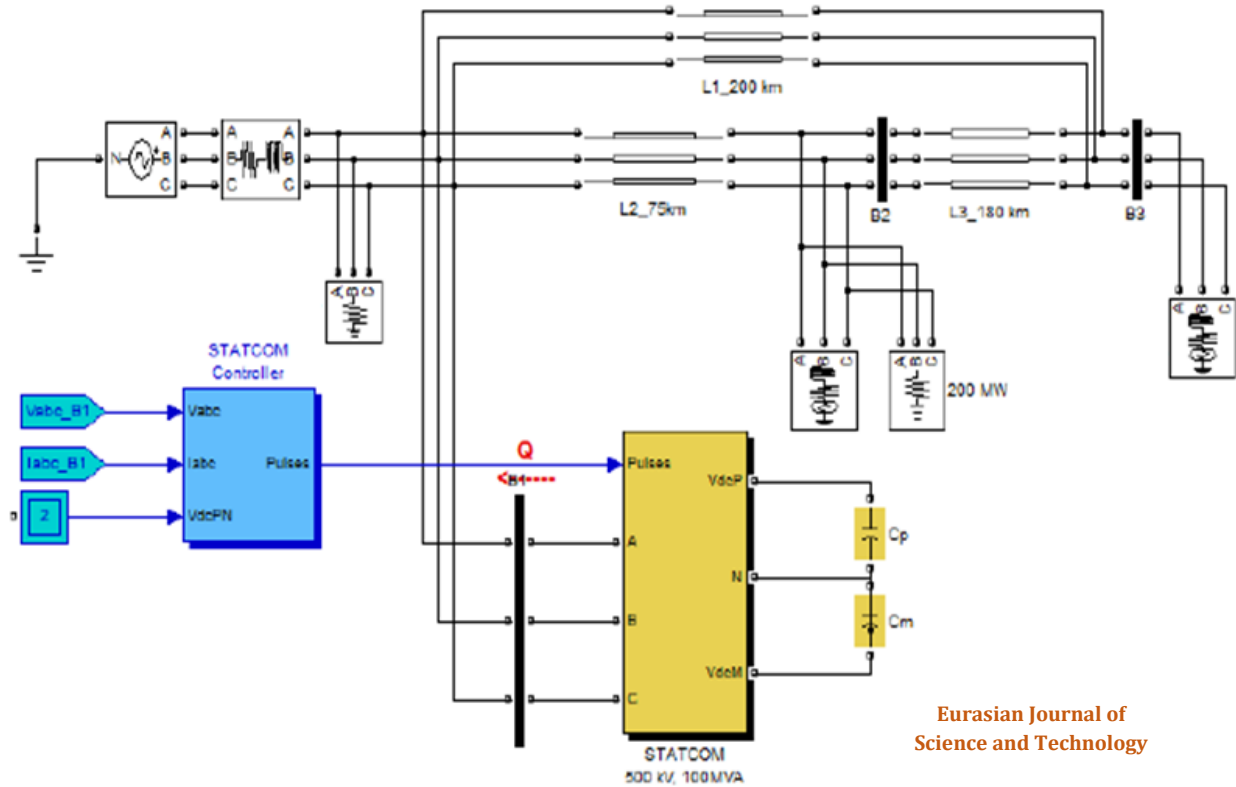 L1_200 km
A
B
C
N
A
B
C
A
B
C
L2_75km
B2
L3_180 km
B3
A
B
C
A
B
C
A
B
C
A
B
C
200 MW
STATCOM
Controller
Vabc_B1
Iabc_B1
2
Vabc
Iabc
VdcPN
Pulses
Q
B1
Pulses
A
B
C
VdcP
N
VdcM
Cp
Cm
STATCOM
500 kV, 100MVA
Eurasian Journal of
Science and Technology